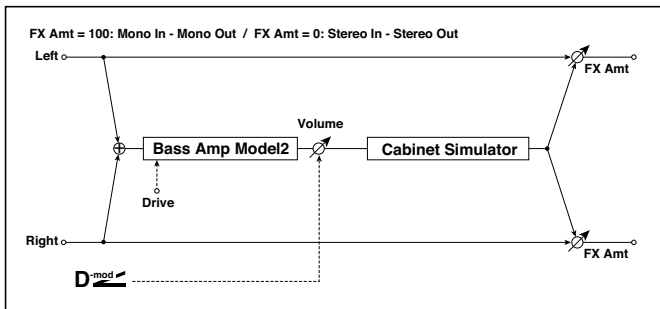 FX Amt = 100: Mono In - Mono Out / FX Amt = 0: Stereo In - Stereo Out
Left
FX Amt
Volume
Bass Amp Model2
Cabinet Simulator
Drive
Right
FX Amt
D-mod